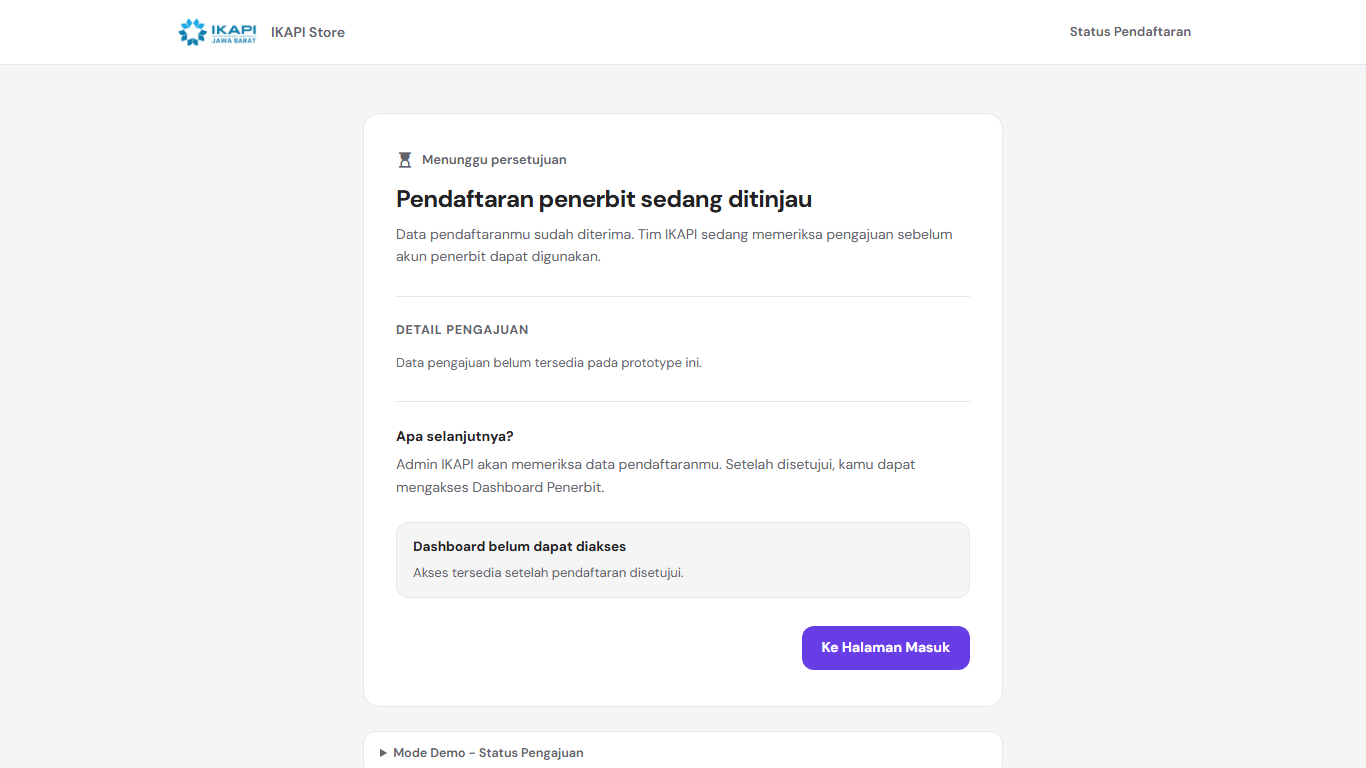 IKAPI
JAWA BARAT
IKAPI Store
Status Pendaftaran
Menunggu persetujuan
Pendaftaran penerbit sedang ditinjau
Data pendaftaranmu sudah diterima. Tim IKAPI sedang memeriksa pengajuan sebelum
akun penerbit dapat digunakan.
DETAIL PENGAJUAN
Data pengajuan belum tersedia pada prototype ini.
Apa selanjutnya?
Admin IKAPI akan memeriksa data pendaftaranmu. Setelah disetujui, kamu dapat
mengakses Dashboard Penerbit.
Dashboard belum dapat diakses
Akses tersedia setelah pendaftaran disetujui.
Ke Halaman Masuk
Mode Demo - Status Pengajuan